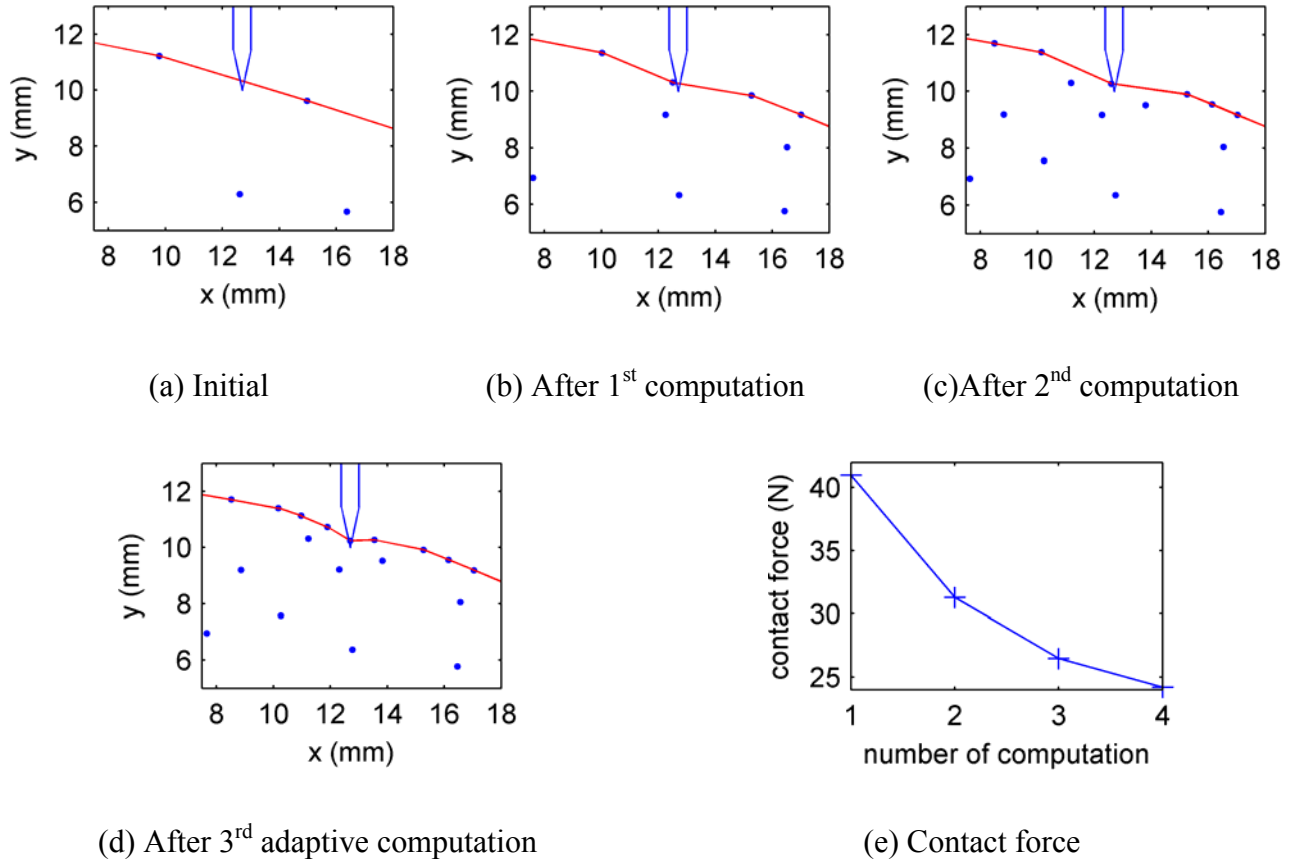 12
10
8
6
y (mm)
8 10 12 14 16 18
x (mm)
(a) Initial
12
10
8
6
y (mm)
8 10 12 14 16 18
x (mm)
(b) After 1st computation
12
10
8
6
y (mm)
8 10 12 14 16 18
x (mm)
(c)After 2nd computation
12
10
8
6
y (mm)
8 10 12 14 16 18
x (mm)
(d) After 3rd adaptive computation
40
35
30
25
contact force (N)
1 2 3 4
number of computation
(e) Contact force